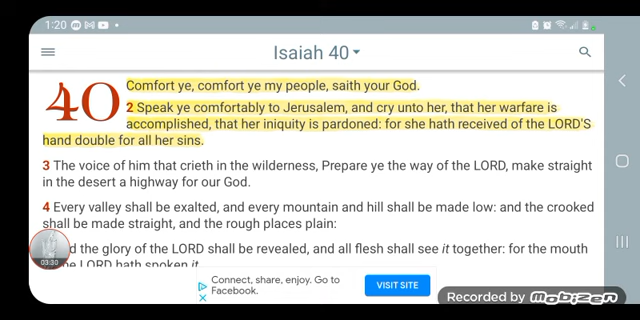 1:20
Isaiah 40
40 Comfort ye, comfort ye my people, saith your God.
2 Speak ye comfortably to Jerusalem, and cry unto her, that her warfare is
accomplished, that her iniquity is pardoned: for she hath received of the LORD'S
hand double for all her sins.
3 The voice of him that crieth in the wilderness, Prepare ye the way of the LORD, make straight
in the desert a highway for our God.
4 Every valley shall be exalted, and every mountain and hill shall be made low: and the crooked
shall be made straight, and the rough places plain:
the glory of the LORD shall be revealed, and all flesh shall see it together: for the mouth
03:30
LORD hath spoken it
Connect, share, enjoy. Go to
Facebook.
VISIT SITE
Recorded by Mobizen